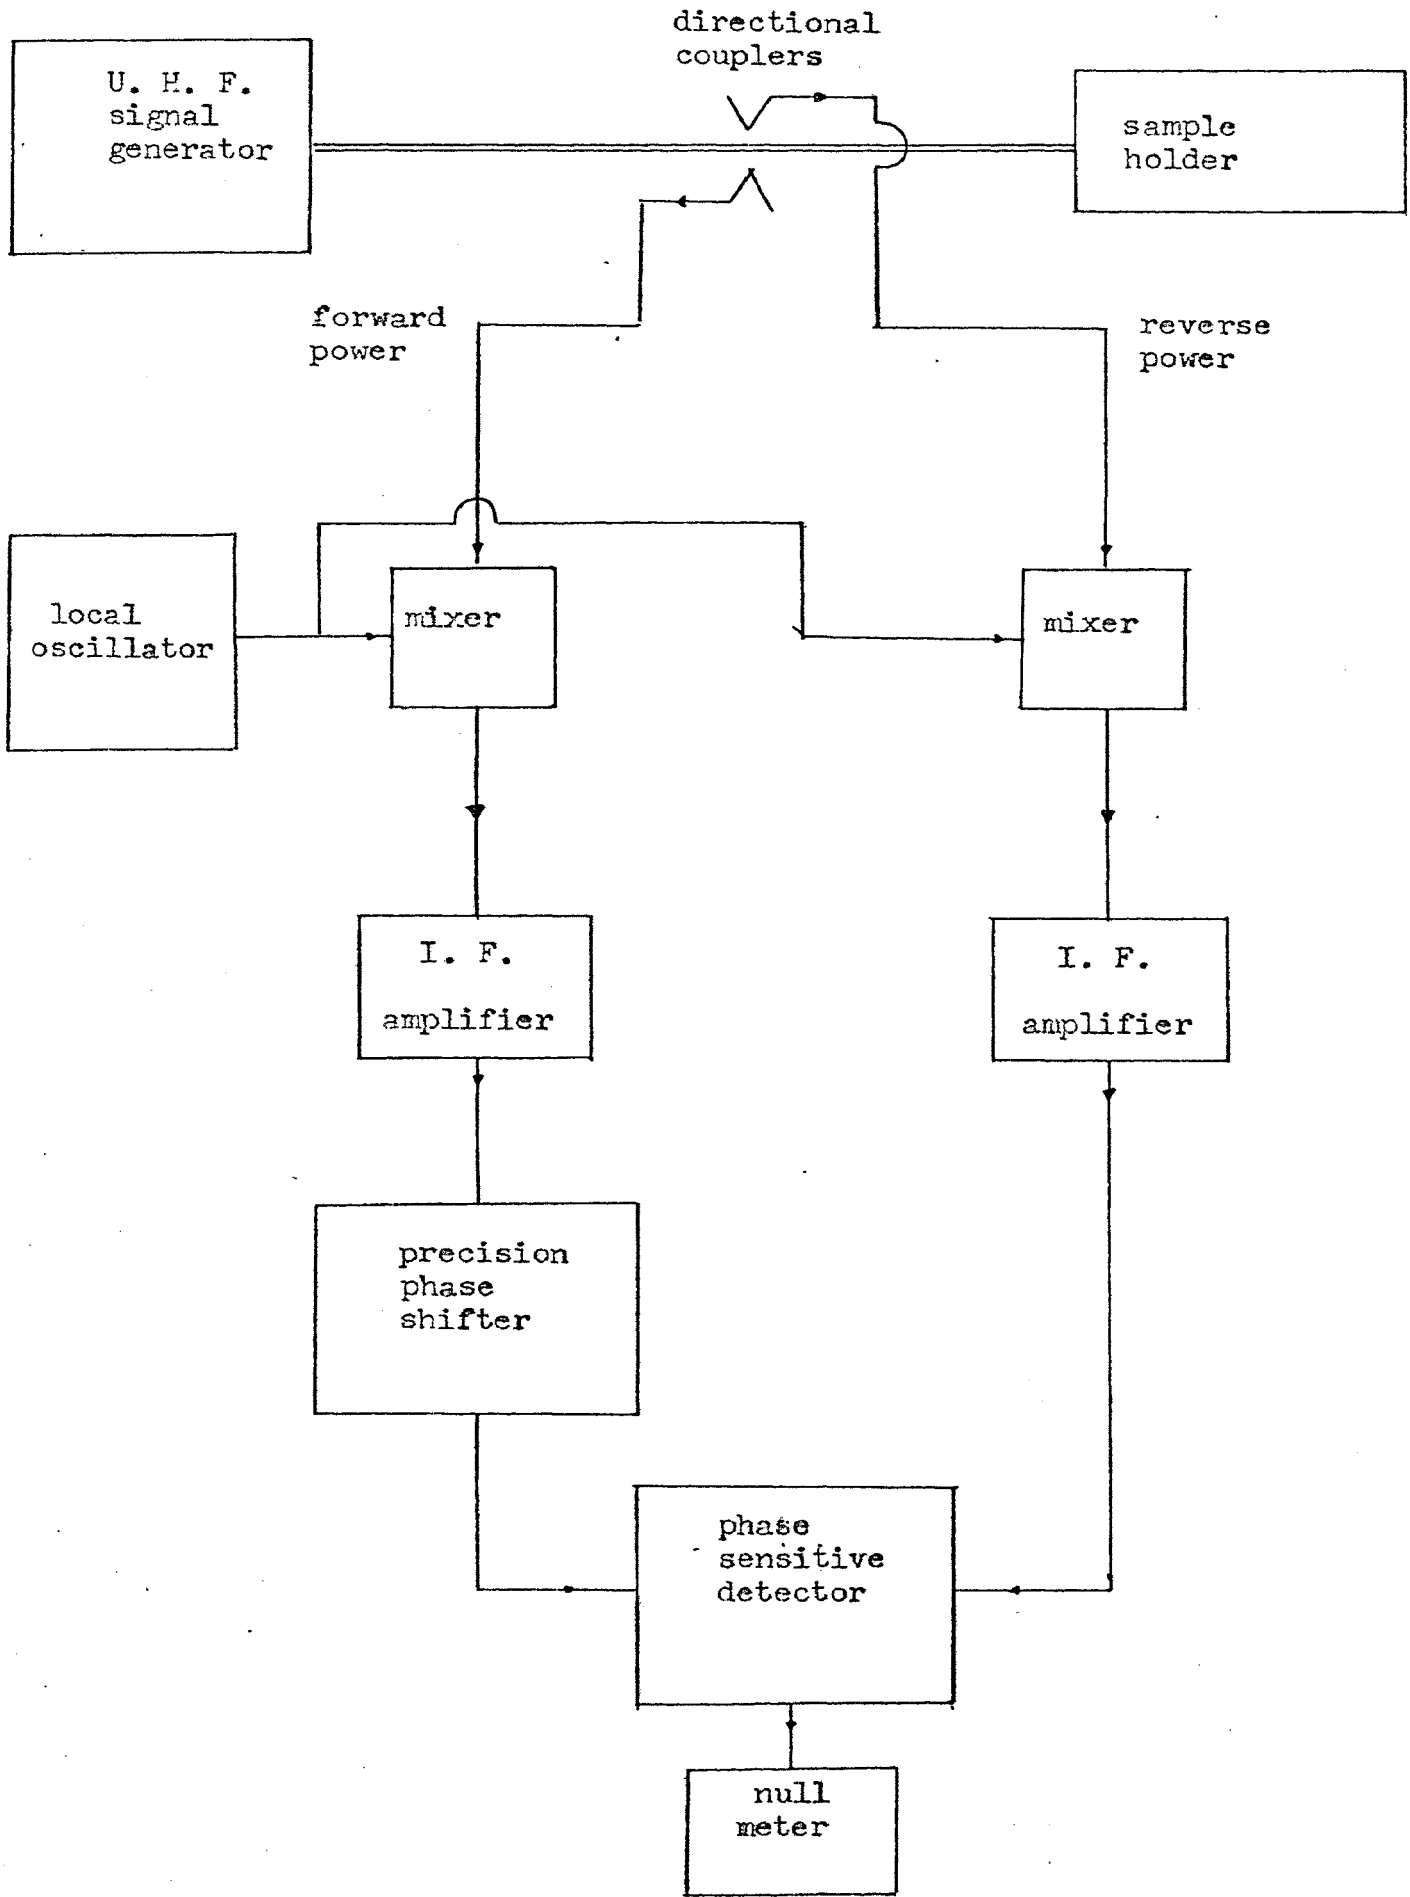 directional
couplers
U. H. F.
signal
generator
sample
holder
forward
power
reverse
power
local
oscillator
mixer
mixer
I. F.
amplifier
I. F.
amplifier
precision
phase
shifter
phase
sensitive
detector
null
meter